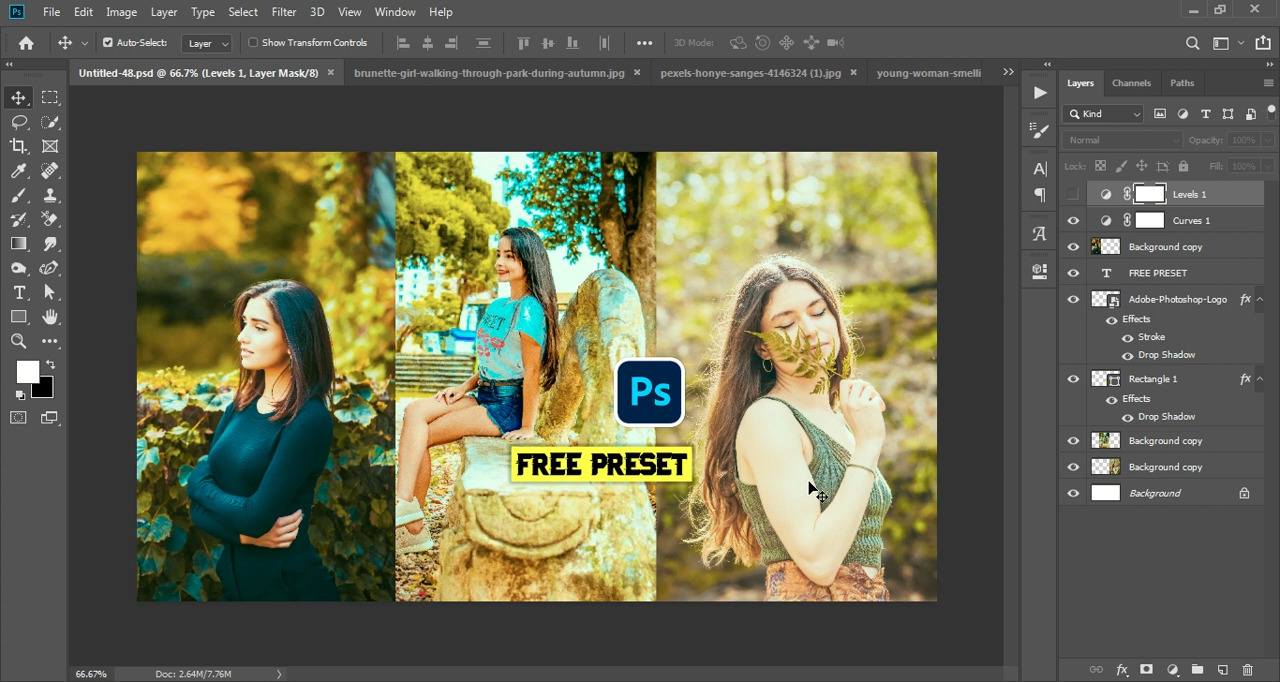 Ps File Edit Image Layer Type Select Filter 3D View Window Help
Auto-Select: Layer Show Transform Controls 3D Mode:
Untitled-48.psd @ 66.7% (Levels 1, Layer Mask/8) × brunette-girl-walking-through-park-during-autumn.jpg × pexels-honye-sanges-4146324 (1).jpg × young-woman-smelli
Layers Channels Paths
Kind
Normal Opacity: 100%
Lock: Fill: 100%
Levels 1
Curves 1
Background copy
FREE PRESET
Adobe-Photoshop-Logo fx
Effects
Stroke
Drop Shadow
Rectangle 1 fx
Effects
Drop Shadow
Background copy
Background copy
Background
Ps
FREE PRESET
66.67% Doc: 2.64M/7.76M